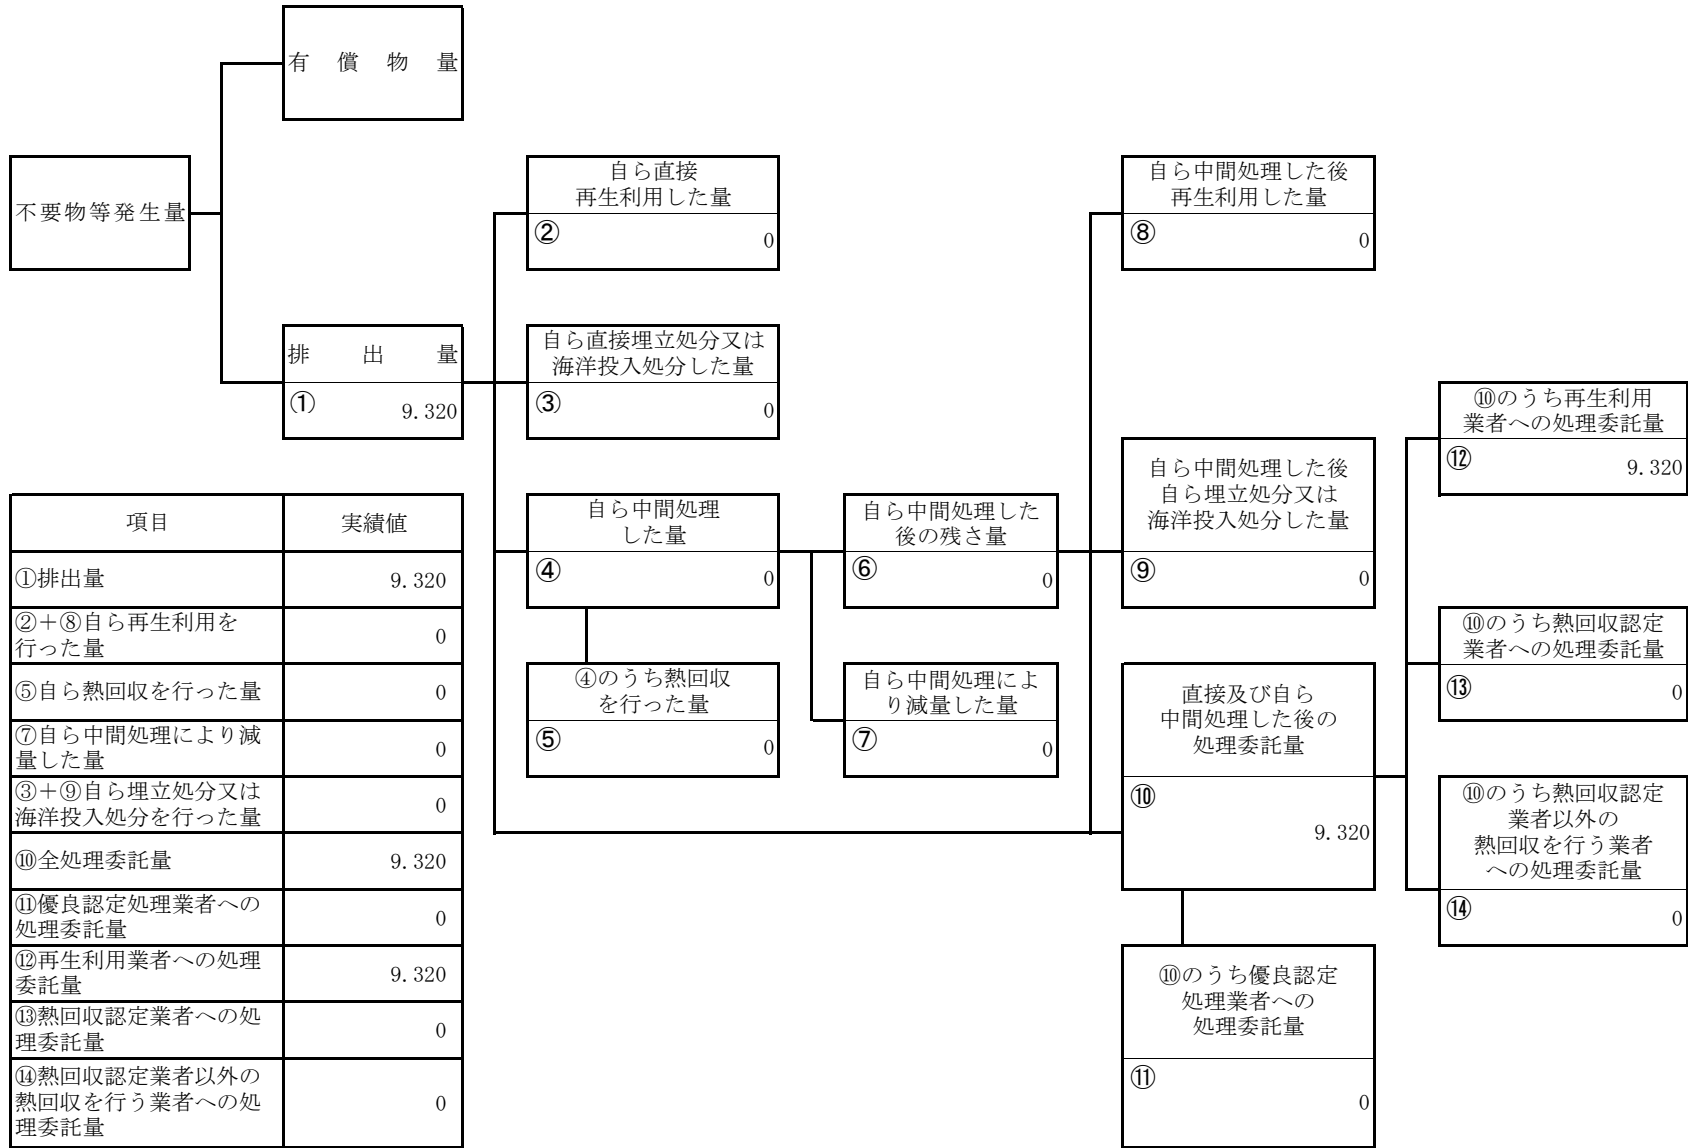 有償物量
不要物等発生量
排出量
① 9.320
自ら直接
再生利用した量
② 0
自ら直接埋立処分又は
海洋投入処分した量
③ 0
自ら中間処理
した量
④ 0
④のうち熱回収
を行った量
⑤ 0
自ら中間処理した
後の残さ量
⑥ 0
自ら中間処理によ
り減量した量
⑦ 0
自ら中間処理した後
再生利用した量
⑧ 0
自ら中間処理した後
自ら埋立処分又は
海洋投入処分した量
⑨ 0
直接及び自ら
中間処理した後の
処理委託量
⑩
9.320
⑩のうち優良認定
処理業者への
処理委託量
⑪
0
⑩のうち再生利用
業者への処理委託量
⑫ 9.320
⑩のうち熱回収認定
業者への処理委託量
⑬ 0
⑩のうち熱回収認定
業者以外の
熱回収を行う業者
への処理委託量
⑭ 0
項目 実績値
①排出量 9.320
②+⑧自ら再生利用を
行った量 0
⑤自ら熱回収を行った量 0
⑦自ら中間処理により減
量した量 0
③+⑨自ら埋立処分又は
海洋投入処分を行った量 0
⑩全処理委託量 9.320
⑪優良認定処理業者への
処理委託量 0
⑫再生利用業者への処理
委託量 9.320
⑬熱回収認定業者への処
理委託量 0
⑭熱回収認定業者以外の
熱回収を行う業者への処
理委託量 0